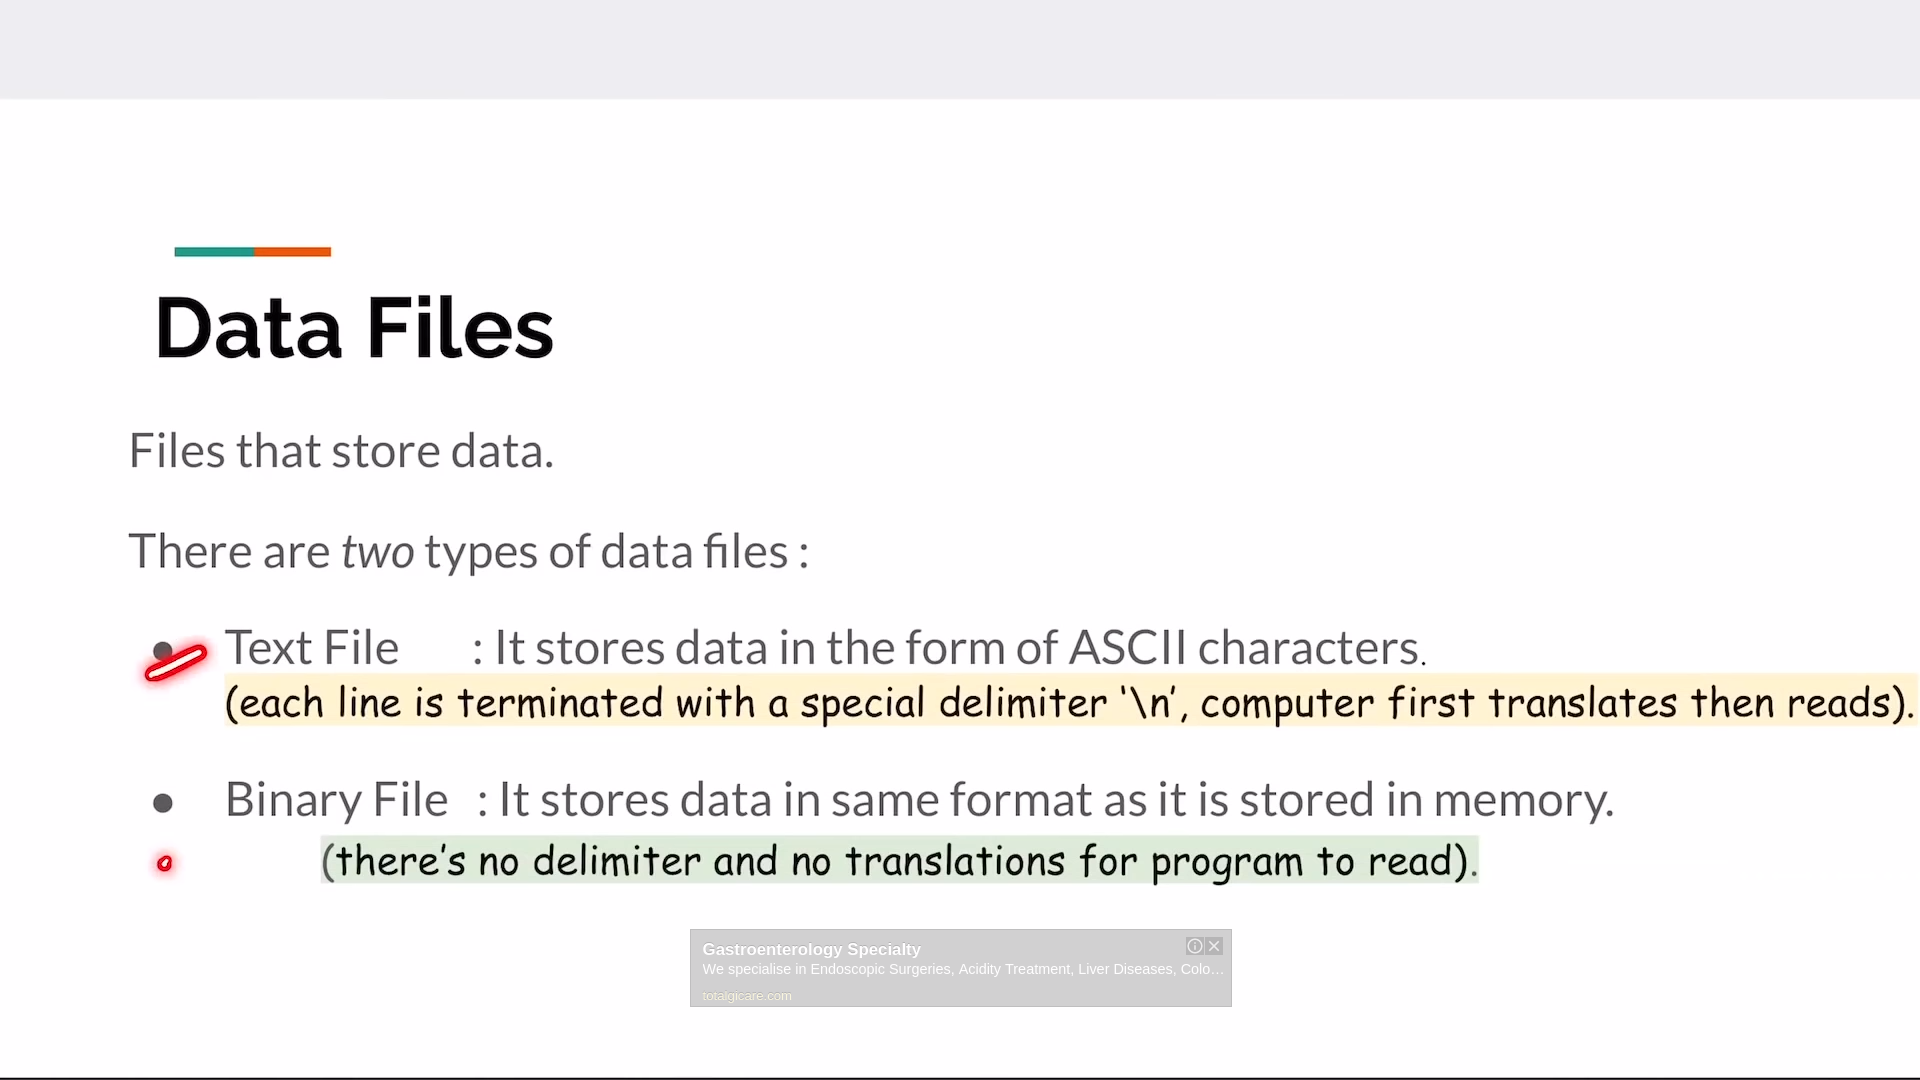 Data Files
Files that store data.
There are two types of data files :
● Text File : It stores data in the form of ASCII characters.
(each line is terminated with a special delimiter '\n', computer first translates then reads).
● Binary File : It stores data in same format as it is stored in memory.
(there's no delimiter and no translations for program to read).
Gastroenterology Specialty
We specialise in Endoscopic Surgeries, Acidity Treatment, Liver Diseases, Colo...
totalgicare.com